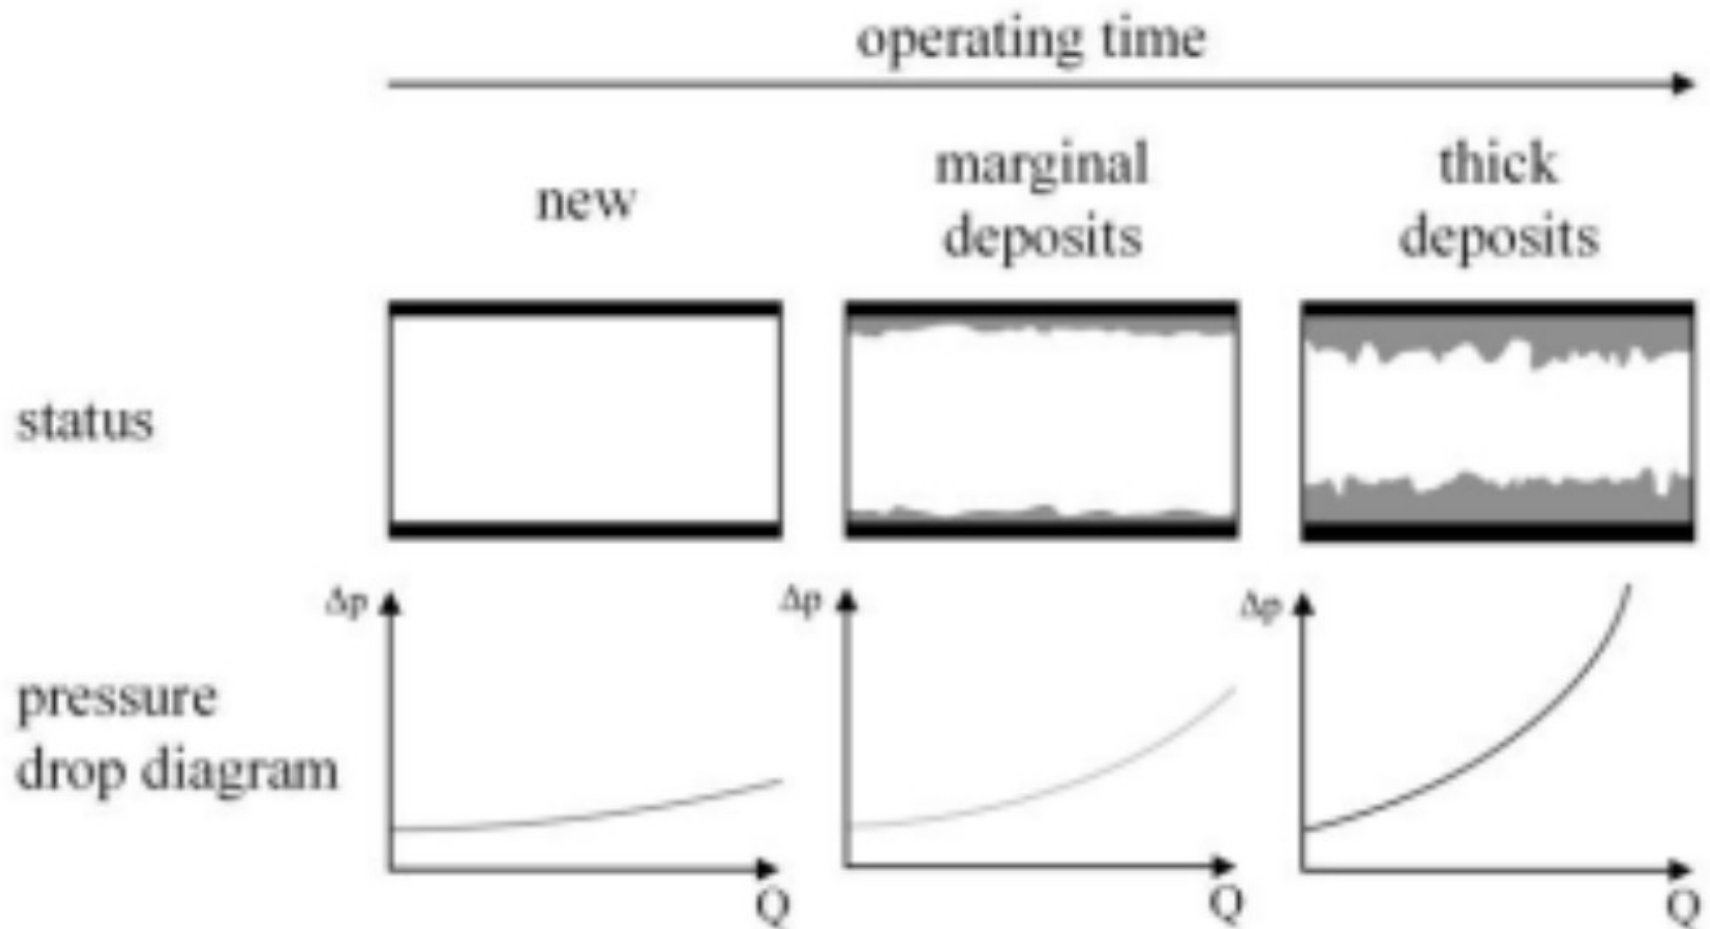 operating time
new
marginal
deposits
thick
deposits
status
Δp
Δp
Δp
pressure
drop diagram
Q
Q
Q